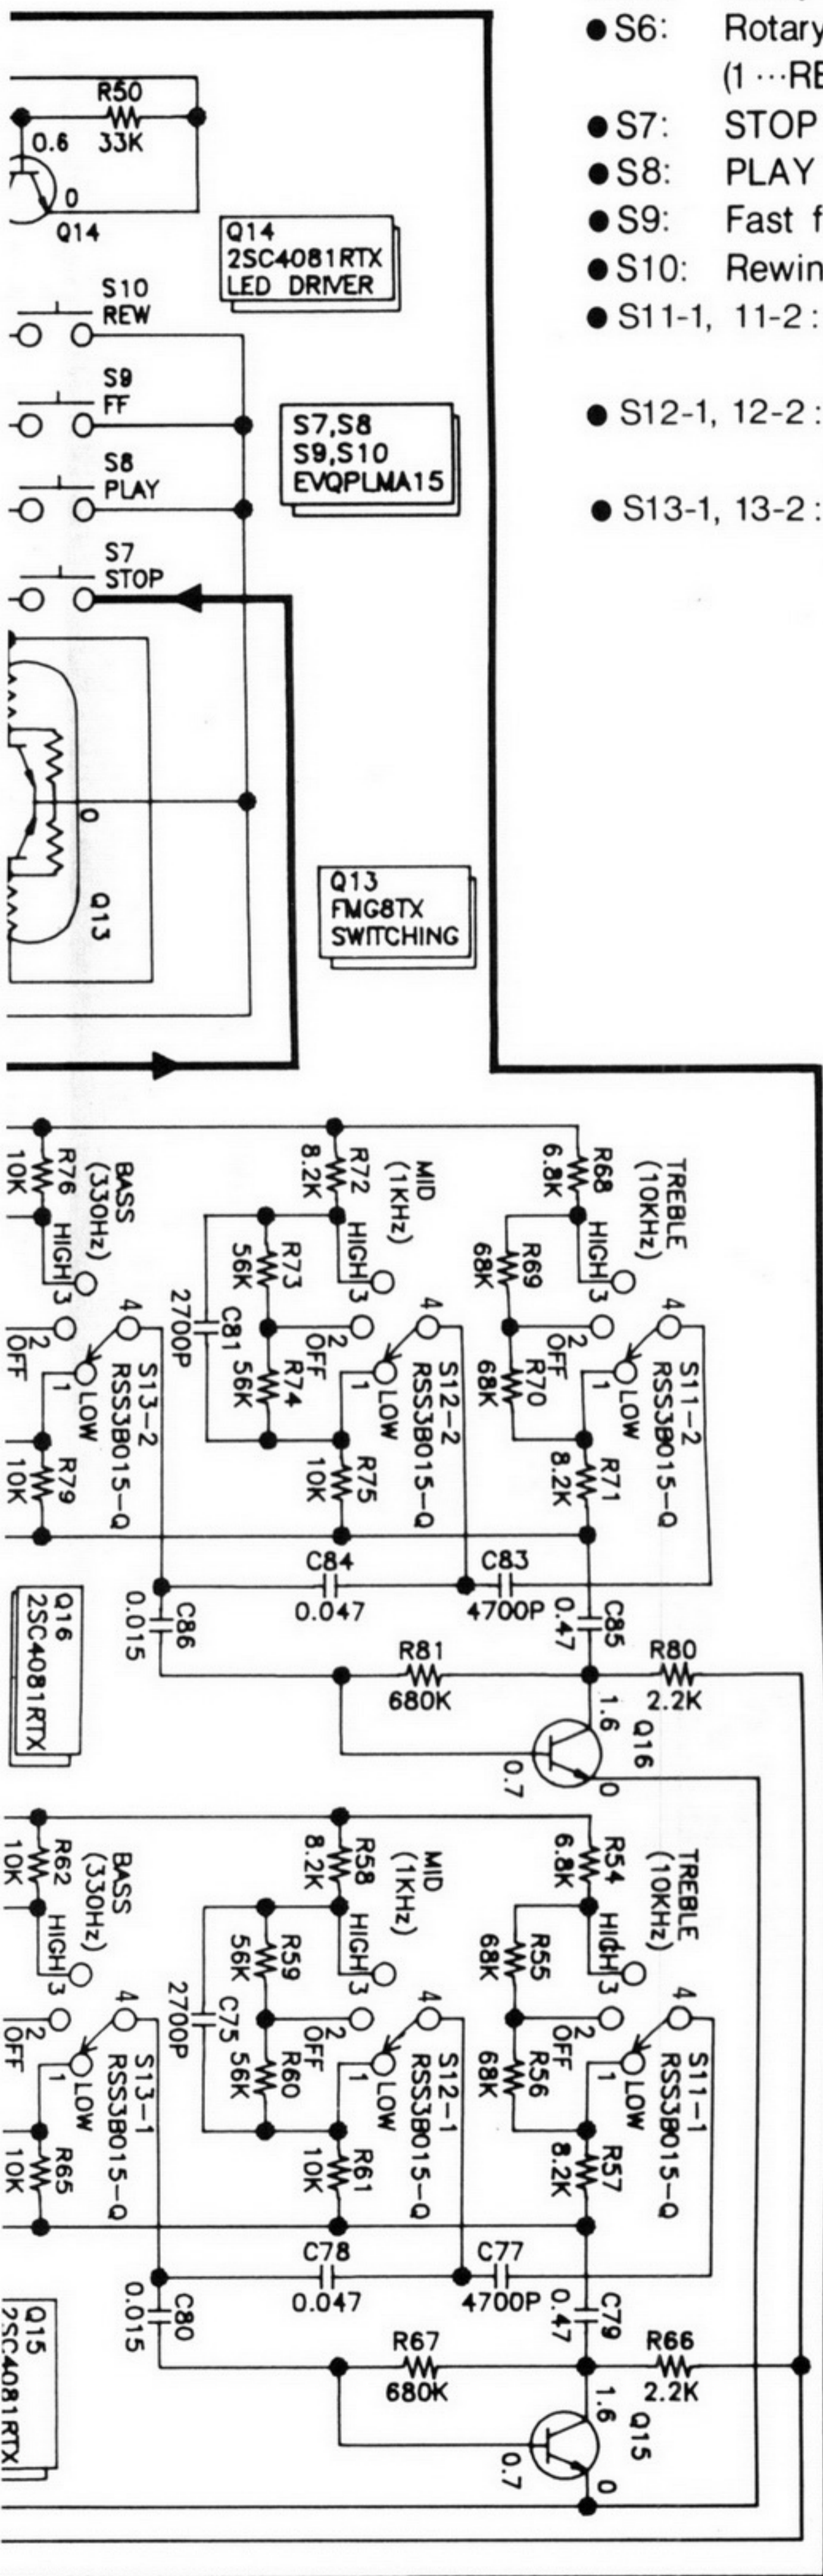 ● S6: Rotary
(1 ···RE
● S7: STOP
● S8: PLAY
● S9: Fast f
● S10: Rewin
● S11-1, 11-2 :
● S12-1, 12-2 :
● S13-1, 13-2 :
R50
33K
0.6
0
Q14
Q14
2SC4081RTX
LED DRIVER
S10
REW
S9
FF
S8
PLAY
S7
STOP
S7,S8
S9,S10
EVQPLMA15
0
Q13
Q13
FMG8TX
SWITCHING
TREBLE
(10KHz)
R68
6.8K
HIGH
3
R69
68K
2
OFF
4
1
LOW
R70
68K
S11-2
RSS3B015-Q
R71
8.2K
MID
(1KHz)
R72
8.2K
HIGH
3
R73
56K
C81
2700P
2
OFF
4
1
LOW
R74
56K
S12-2
RSS3B015-Q
R75
10K
BASS
(330Hz)
R76
10K
HIGH
3
2
OFF
4
1
LOW
S13-2
RSS3B015-Q
R79
10K
C84
0.047
C83
4700P
C85
0.47
C86
0.015
R81
680K
R80
2.2K
1.6
Q16
0.7
0
Q16
2SC4081RTX
TREBLE
(10KHz)
R54
6.8K
HIGH
3
R55
68K
2
OFF
4
1
LOW
R56
68K
S11-1
RSS3B015-Q
R57
8.2K
MID
(1KHz)
R58
8.2K
HIGH
3
R59
56K
C75
2700P
2
OFF
4
1
LOW
R60
56K
S12-1
RSS3B015-Q
R61
10K
BASS
(330Hz)
R62
10K
HIGH
3
2
OFF
4
1
LOW
S13-1
RSS3B015-Q
R65
10K
C78
0.047
C77
4700P
C79
0.47
C80
0.015
R67
680K
R66
2.2K
1.6
Q15
0.7
0
Q15
2SC4081RTX